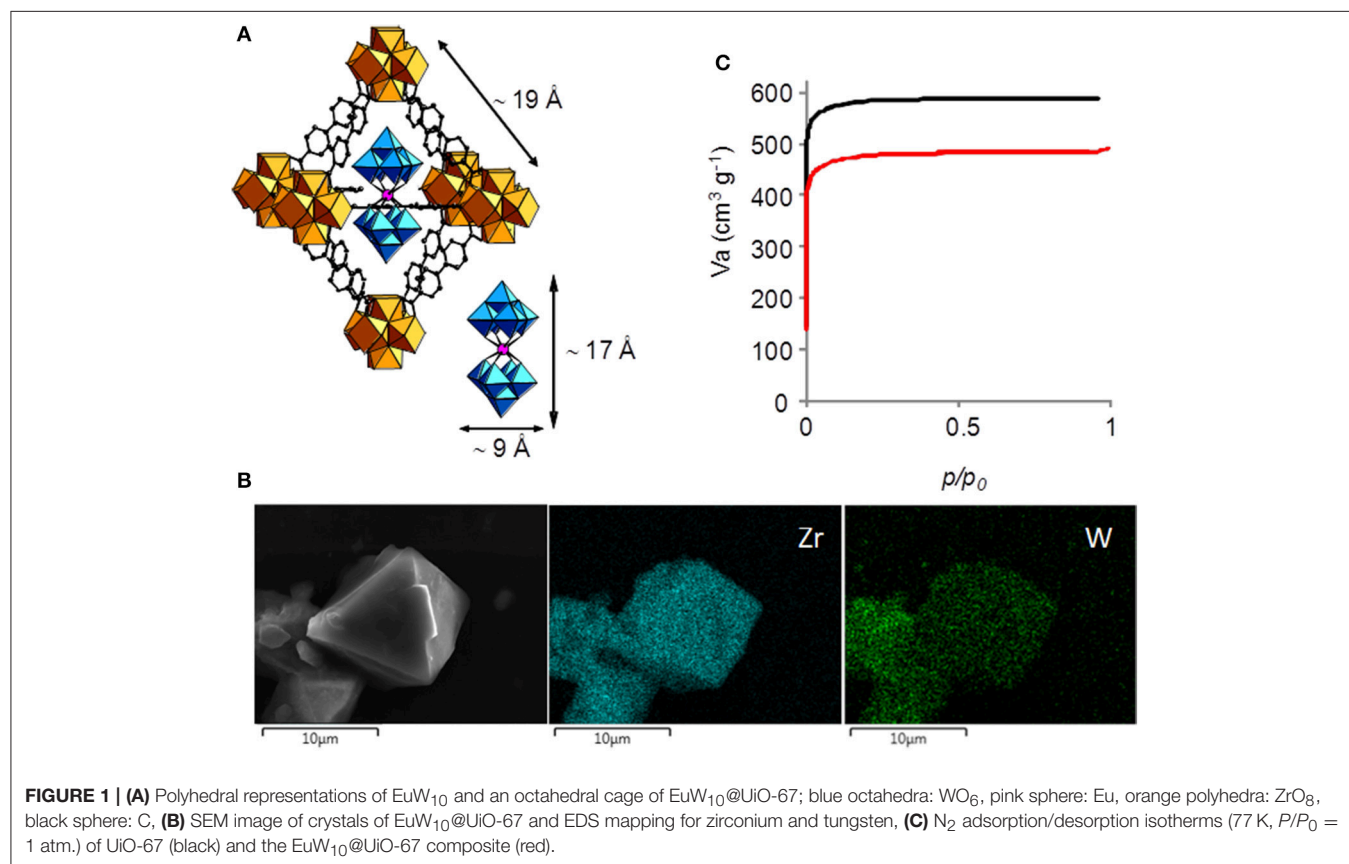 A
~ 19 Å
~ 17 Å
~ 9 Å
C
Va (cm³ g⁻¹)
600
500
400
300
200
100
0
0
0.5
1
p/p₀
B
Zr
W
10µm
10µm
10µm
FIGURE 1 | (A) Polyhedral representations of EuW₁₀ and an octahedral cage of EuW₁₀@UiO-67; blue octahedra: WO₆, pink sphere: Eu, orange polyhedra: ZrO₈,
black sphere: C, (B) SEM image of crystals of EuW₁₀@UiO-67 and EDS mapping for zirconium and tungsten, (C) N₂ adsorption/desorption isotherms (77 K, P/P₀ =
1 atm.) of UiO-67 (black) and the EuW₁₀@UiO-67 composite (red).